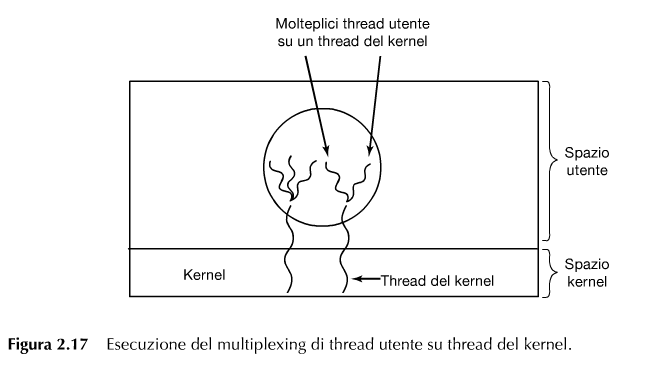 Molteplici thread utente
su un thread del kernel
Spazio
utente
Kernel
Thread del kernel
Spazio
kernel
Figura 2.17 Esecuzione del multiplexing di thread utente su thread del kernel.